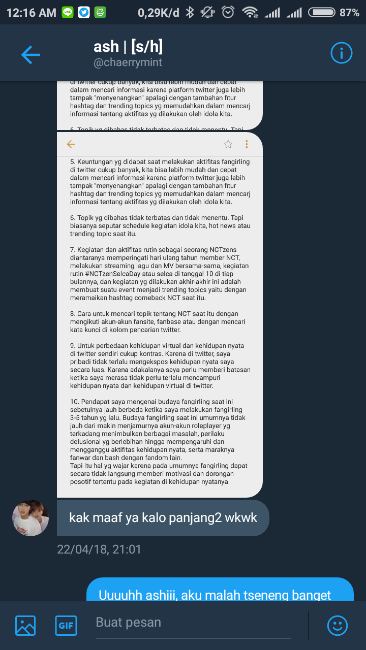 12:16 AM 0,29K/d 87%
ash | [s/h]
@chaerrymint
di twitter cukup banyak, kita bisa lebih mudah dan cepat
dalam mencari informasi karena platform twitter juga lebih
tampak "menyenangkan" apalagi dengan tambahan fitur
hashtag dan trending topics yg memudahkan dalam mencarj
informasi tentang aktifitas yg dilakukan oleh idola kita.
6. Topik yg dibahas tidak terbatas dan tidak menentu. Tapi
5. Keuntungan yg didapat saat melakukan aktifitas fangirling
di twitter cukup banyak, kita bisa lebih mudah dan cepat
dalam mencari informasi karena platform twitter juga lebih
tampak "menyenangkan" apalagi dengan tambahan fitur
hashtag dan trending topics yg memudahkan dalam mencarj
informasi tentang aktifitas yg dilakukan oleh idola kita.
6. Topik yg dibahas tidak terbatas dan tidak menentu. Tapi
biasanya seputar schedule kegiatan idola kita, hot news atau
trending topic saat itu.
7. Kegiatan dan aktifitas rutin sebagai seorang NCTzens
diantaranya memperingati hari ulang tahun member NCT,
melakukan streaming lagu dan MV bersama-sama, kegiatan
rutin #NCTzenSelcaDay atau selca di tanggal 10 di tiap
bulannya, dan kegiatan yg dilakukan akhir akhir ini adalah
membuat suatu event menjadi trending topics yaitu dengan
meramaikan hashtag comeback NCT saat itu.
8. Cara untuk mencari topik tentang NCT saat itu dengan
mengikuti akun-akun fansite, fanbase atau dengan mencari
kata kunci di kolom pencarian twitter.
9. Untuk perbedaan kehidupan virtual dan kehidupan nyata
di twitter sendiri cukup kontras. Karena di twitter, saya
pribadi tidak terlalu mengekspos kehidupan nyata saya
secara luas. Karena adakalanya saya perlu memberi batasan
ketika saya merasa tidak perlu terlalu mencampuri
kehidupan nyata dan kehidupan virtual di twitter.
10. Pendapat saya mengenai budaya fangirling saat ini
sebetulnya jauh berbeda ketika saya melakukan fangirling
3-5 tahun yg lalu. Budaya fangirling saat ini umumnya tidak
jauh dari makin menjamurnya akun-akun roleplayer yg
terkadang menimbulkan berbagai masalah, perilaku
delusional yg berlebihan hingga mempengaruhi dan
mengganggu aktifitas kehidupan nyata, serta maraknya
fanwar dan bash dengan fandom lain.
Tapi itu hal yg wajar karena pada umumnya fangirling dapat
secara tidak langsung memberi motivasi dan dorongan
posotif tertentu pada kegiatan di kehidupan nyatanya
kak maaf ya kalo panjang2 wkwk
22/04/18, 21:01
Uuuuhh ashiii, aku malah tseneng banget
GIF Buat pesan